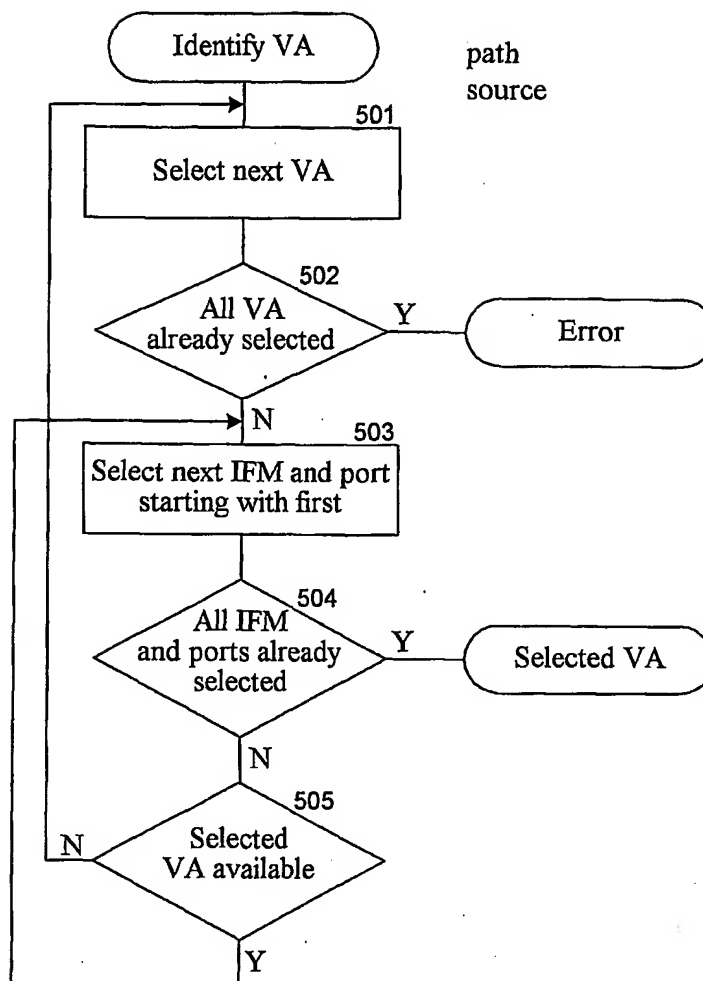 Identify VA
path
source
501
Select next VA
502
All VA
already selected
Y
Error
N
503
Select next IFM and port
starting with first
504
All IFM
and ports already
selected
Y
Selected VA
N
505
Selected
VA available
N
Y